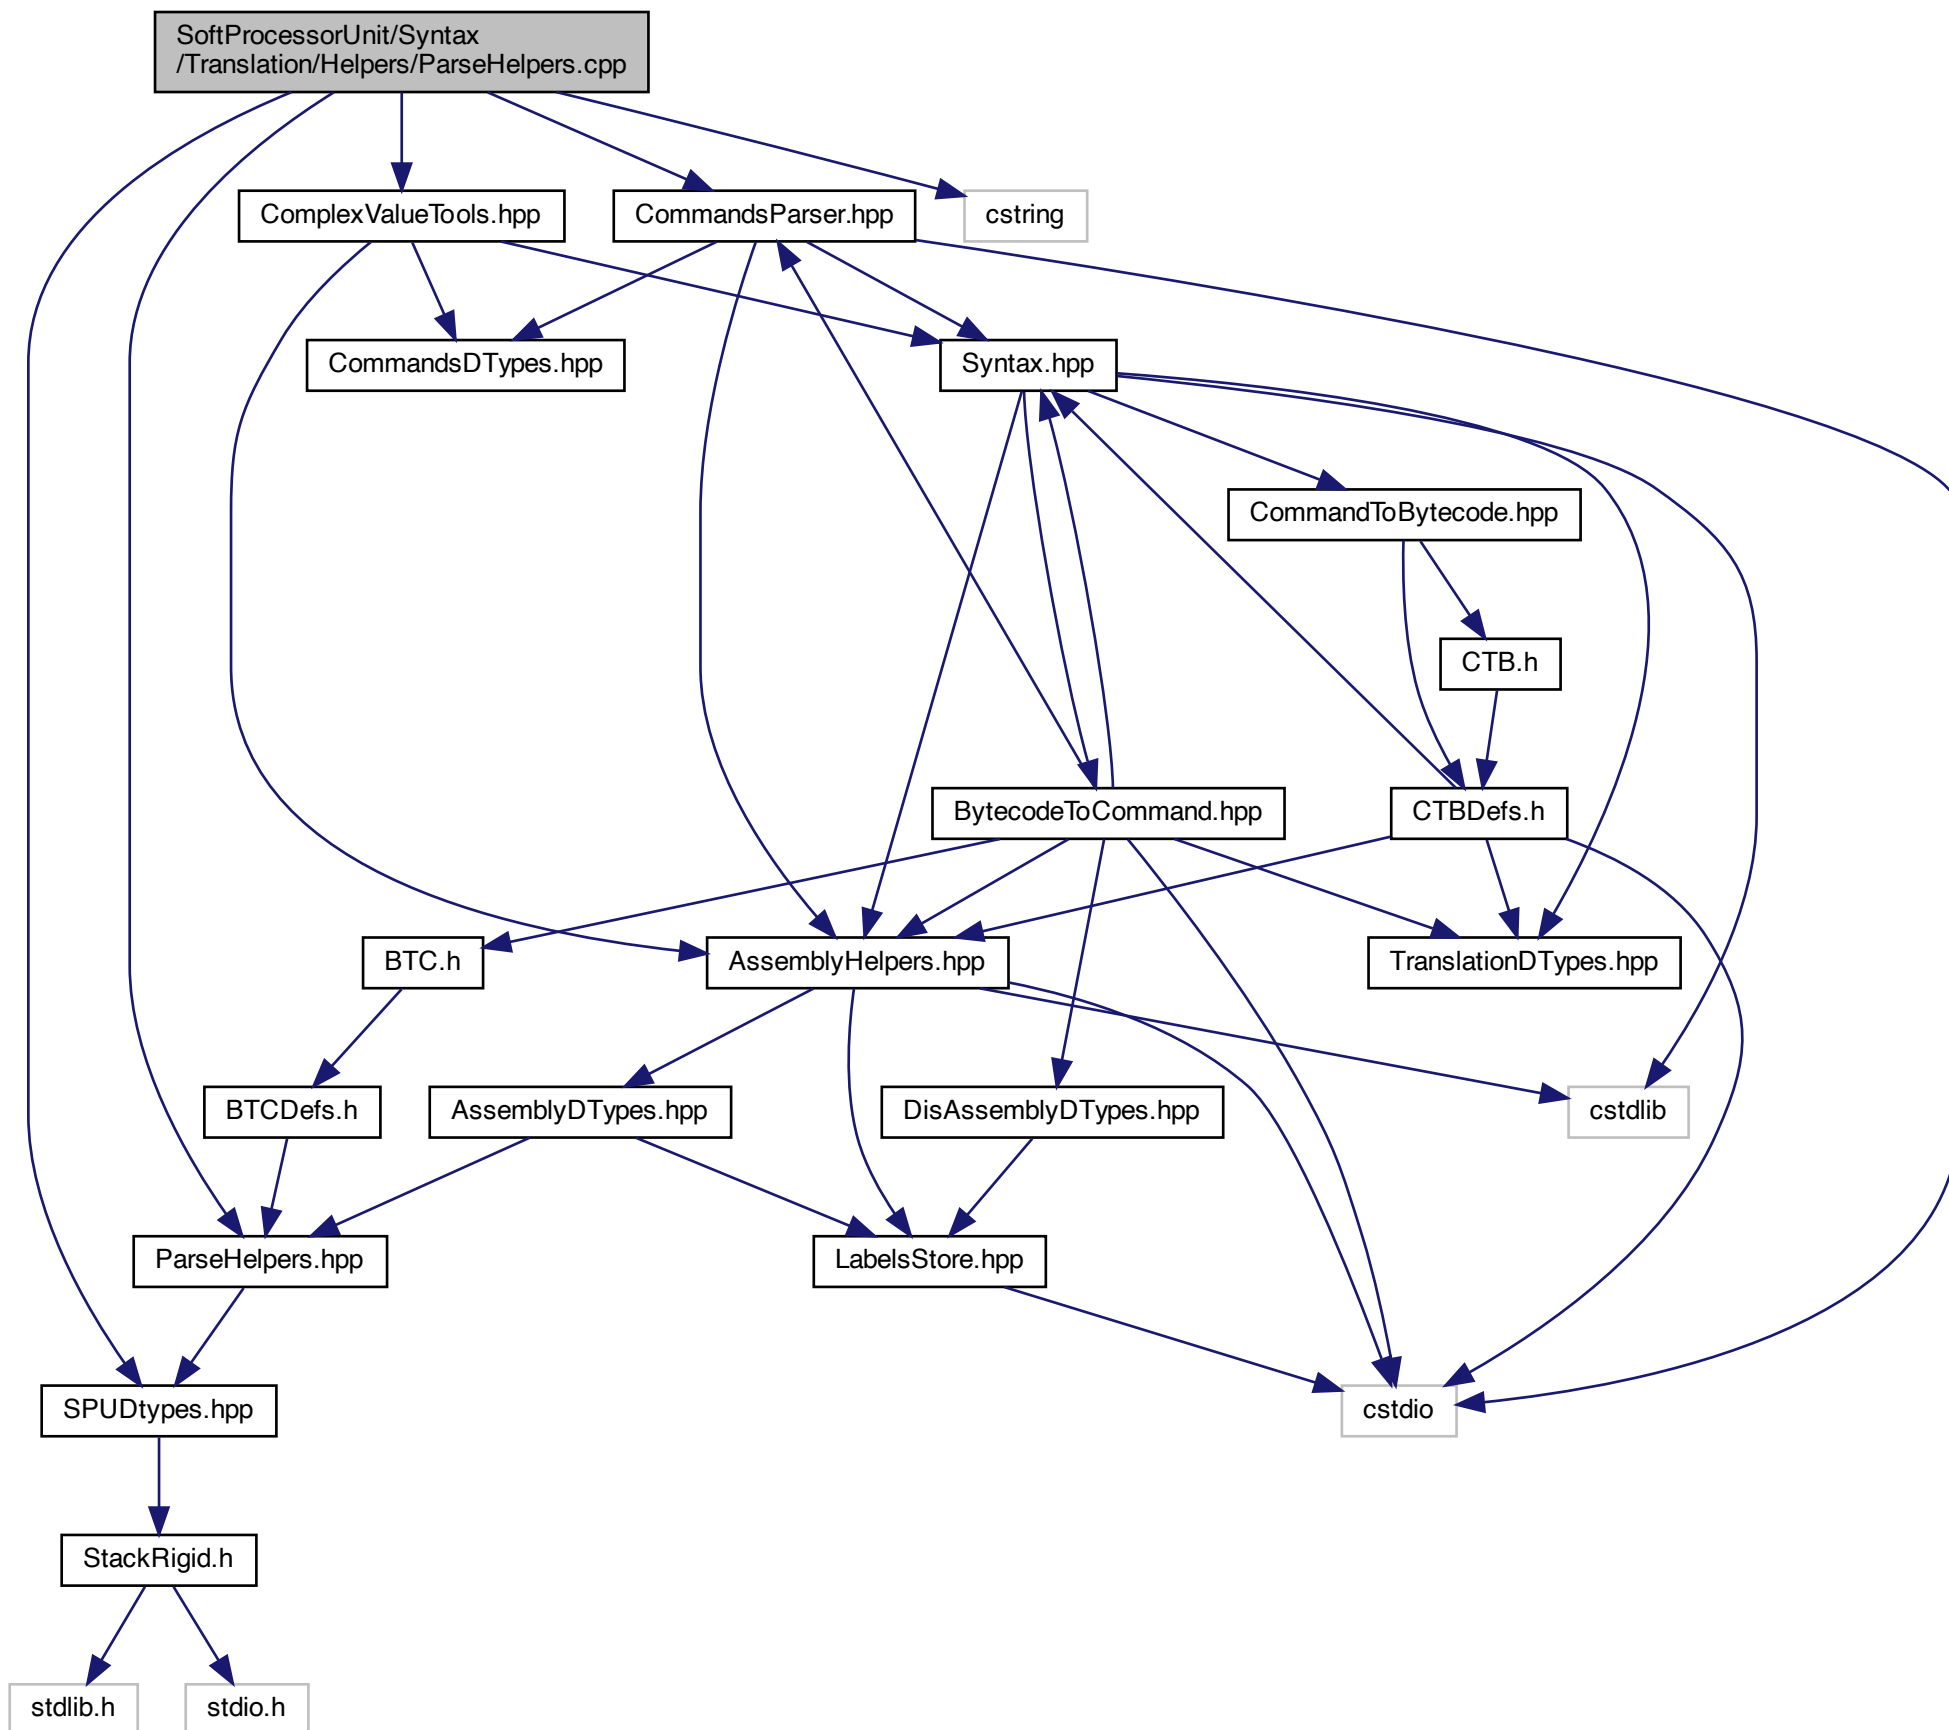 SoftProcessorUnit/Syntax
/Translation/Helpers/ParseHelpers.cpp
ComplexValueTools.hpp
CommandsParser.hpp
cstring
CommandsDTypes.hpp
Syntax.hpp
CommandToBytecode.hpp
CTB.h
BytecodeToCommand.hpp
CTBDefs.h
BTC.h
AssemblyHelpers.hpp
TranslationDTypes.hpp
BTCDefs.h
AssemblyDTypes.hpp
DisAssemblyDTypes.hpp
cstdlib
ParseHelpers.hpp
LabelsStore.hpp
SPUDtypes.hpp
cstdio
StackRigid.h
stdlib.h
stdio.h